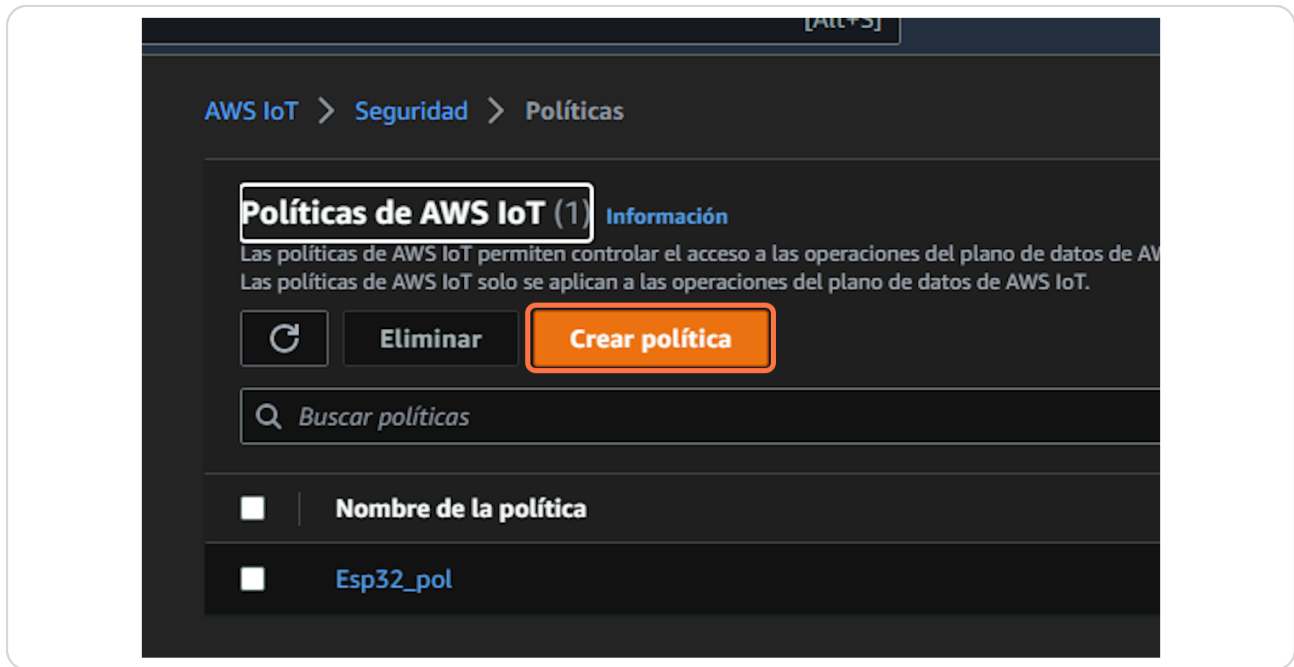 [Alt+S]
AWS IoT > Seguridad > Políticas
Políticas de AWS IoT (1) Información
Las políticas de AWS IoT permiten controlar el acceso a las operaciones del plano de datos de
Las políticas de AWS IoT solo se aplican a las operaciones del plano de datos de AWS IoT.
Eliminar Crear política
Buscar políticas
Nombre de la política
Esp32_pol